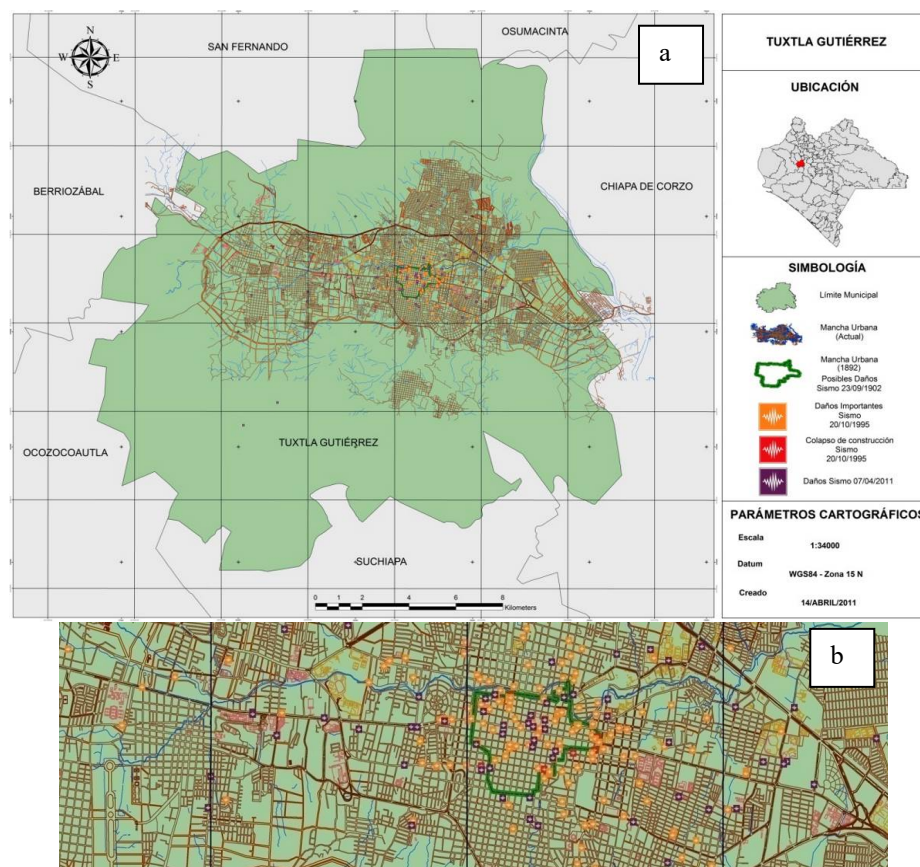 OSUMACINTA
SAN FERNANDO
a
N
W E
S
BERRIOZÁBAL
CHIAPA DE CORZO
OCOZOCOAUTLA
TUXTLA GUTIÉRREZ
SUCHIAPA
0 1 2 4 6 8
Kilometers
TUXTLA GUTIÉRREZ
UBICACIÓN
SIMBOLOGÍA
Límite Municipal
Mancha Urbana
(Actual)
Mancha Urbana
(1892)
Posibles Daños
Sismo 23/09/1902
Daños Importantes
Sismo
20/10/1995
Colapso de construcción
Sismo
20/10/1995
Daños Sismo 07/04/2011
PARÁMETROS CARTOGRÁFICOS
Escala
1:34000
Datum
WGS84 - Zona 15 N
Creado
14/ABRIL/2011
b